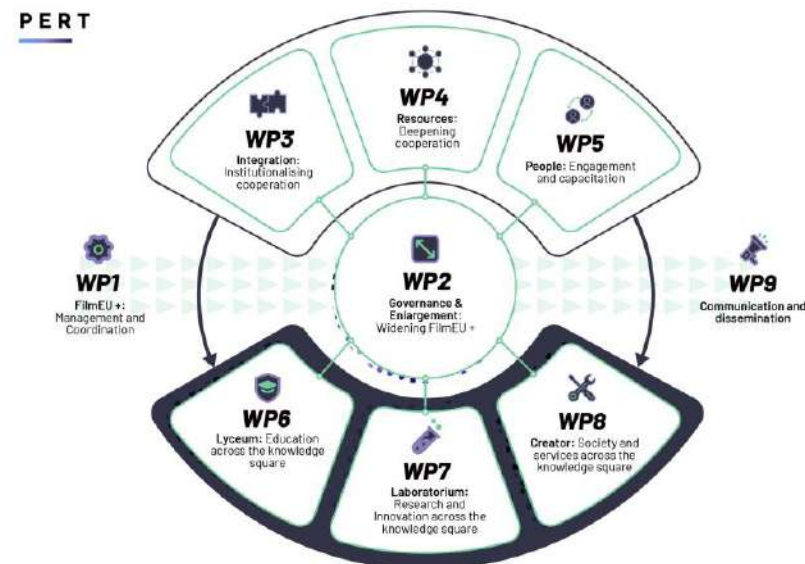 PERT
WP4
Resources:
Deepening
cooperation
WP3
Integration:
Institutionalising
cooperation
WP5
People: Engagement
and capacitation
WP1
FilmEU +:
Management and
Coordination
WP2
Governance &
Enlargement:
Widening FilmEU +
WP9
Communication and
dissemination
WP6
Lyceum: Education
across the knowledge
square
WP7
Laboratorium:
Research and
Innovation across the
knowledge square
WP8
Creator: Society and
services across the
knowledge square